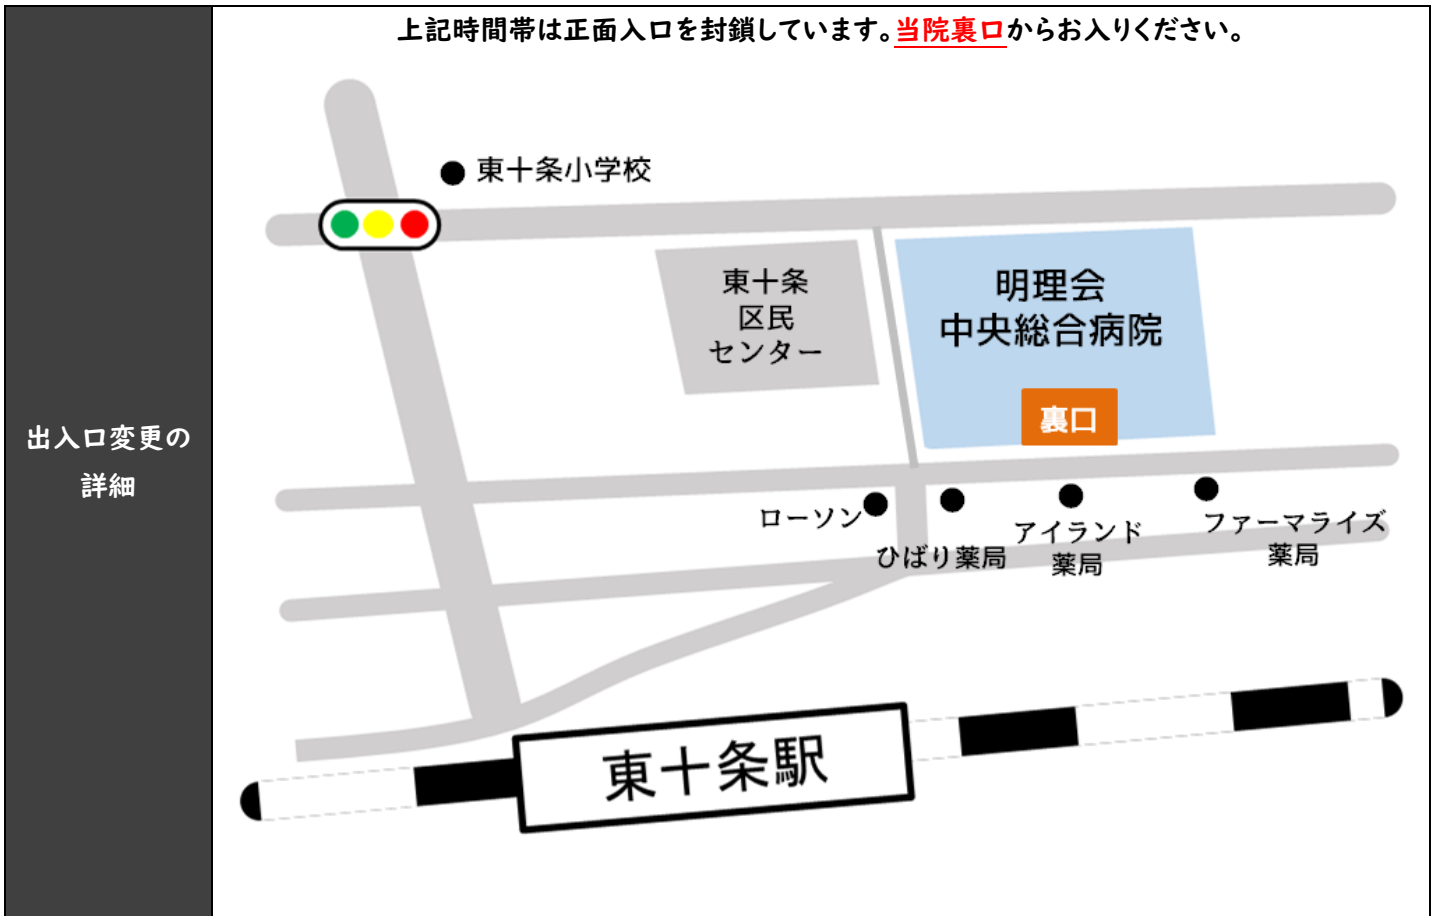 上記時間帯は正面入口を封鎖しています。当院裏口からお入りください。
出入口変更の
詳細
東十条小学校
東十条
区民
センター
明理会
中央総合病院
裏口
ローソン
ひばり薬局
アイランド
薬局
ファーマライズ
薬局
東十条駅